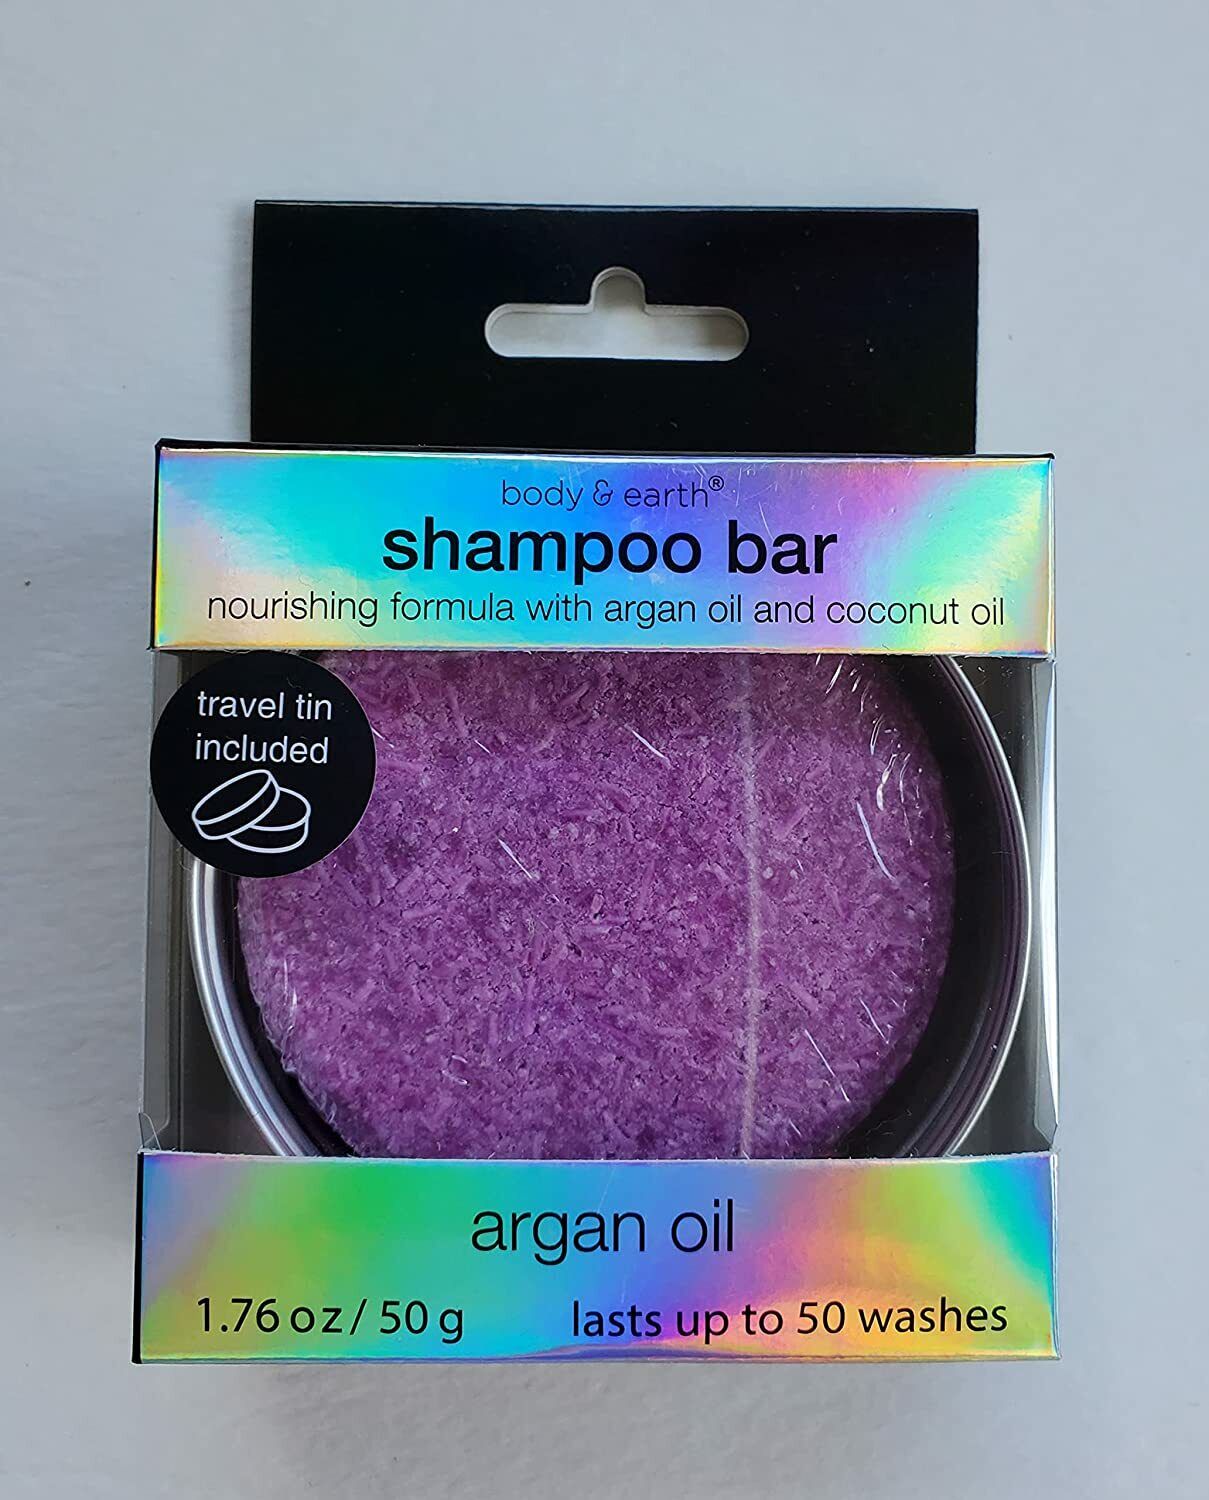 body & earth®
shampoo bar
nourishing formula with argan oil and coconut oil
travel tin
included
argan oil
1.76 oz / 50 g
lasts up to 50 washes